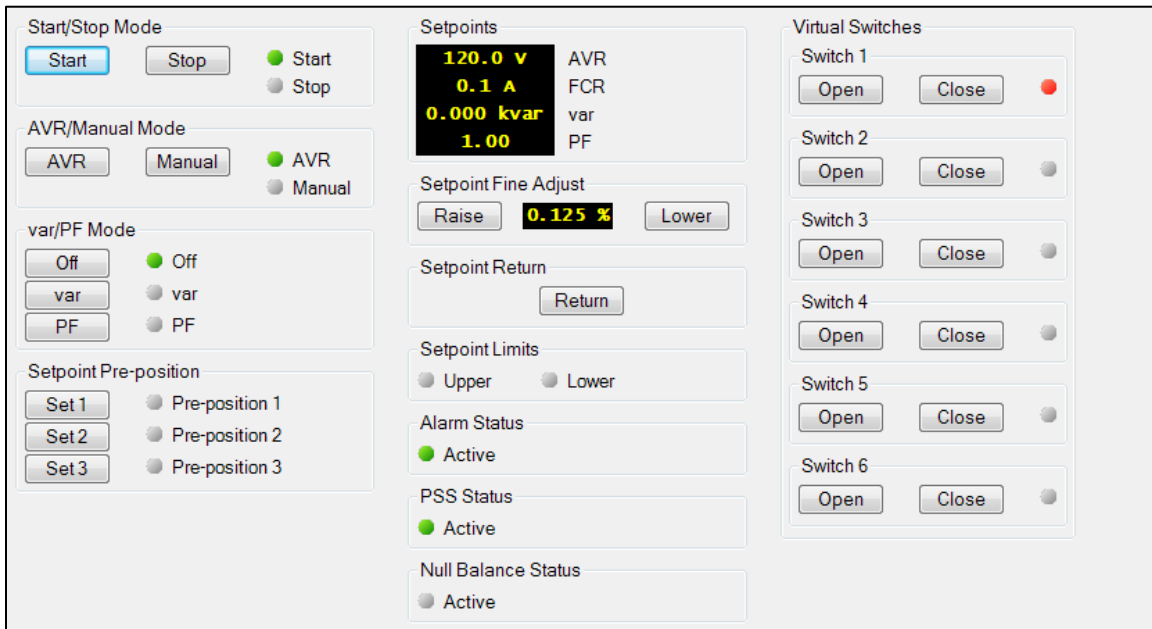 Start/Stop Mode
Start Stop Start
Stop
AVR/Manual Mode
AVR Manual AVR
Manual
var/PF Mode
Off Off
var var
PF PF
Setpoint Pre-position
Set 1 Pre-position 1
Set 2 Pre-position 2
Set 3 Pre-position 3
Setpoints
120.0 V AVR
0.1 A FCR
0.000 kvar var
1.00 PF
Setpoint Fine Adjust
Raise 0.125 % Lower
Setpoint Return
Return
Setpoint Limits
Upper Lower
Alarm Status
Active
PSS Status
Active
Null Balance Status
Active
Virtual Switches
Switch 1
Open Close
Switch 2
Open Close
Switch 3
Open Close
Switch 4
Open Close
Switch 5
Open Close
Switch 6
Open Close